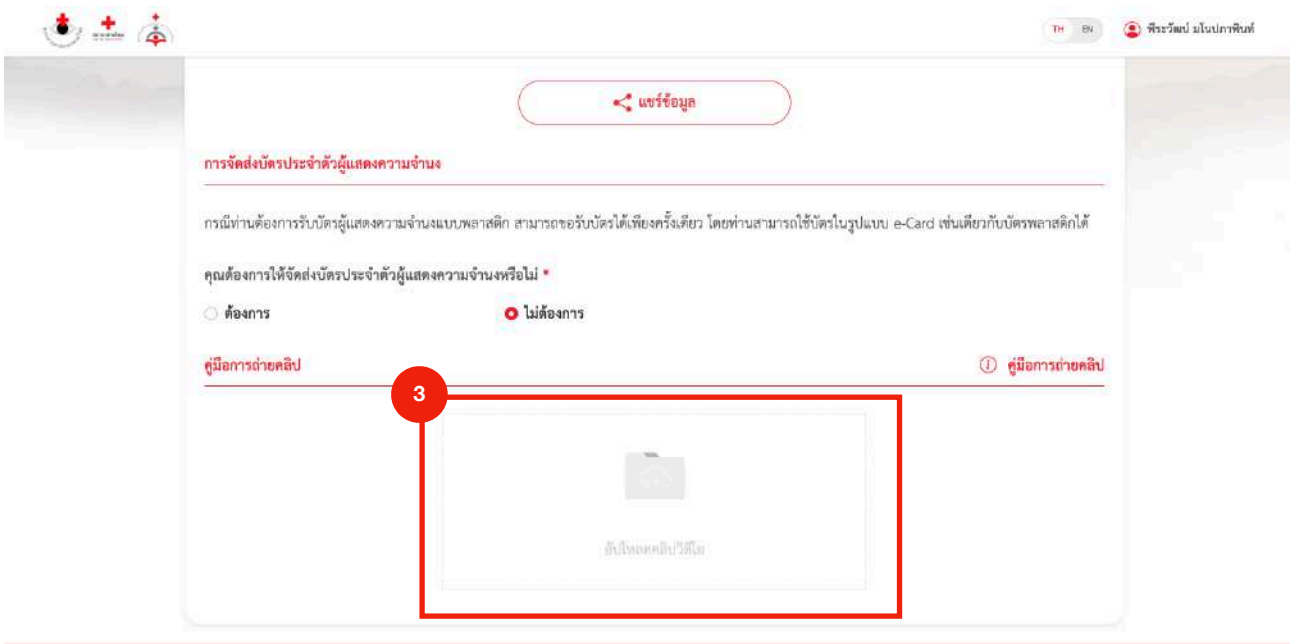 TH EN พีระวัฒน์ มโนปภาพินท์
แชร์ข้อมูล
การจัดส่งบัตรประจำตัวผู้แสดงความจำนง
กรณีท่านต้องการรับบัตรผู้แสดงความจำนงแบบพลาสติก สามารถขอรับบัตรได้เพียงครั้งเดียว โดยท่านสามารถใช้บัตรในรูปแบบ e-Card เช่นเดียวกับบัตรพลาสติกได้
คุณต้องการให้จัดส่งบัตรประจำตัวผู้แสดงความจำนงหรือไม่ *
ต้องการ ไม่ต้องการ
คู่มือการถ่ายคลิป คู่มือการถ่ายคลิป
3
อัปโหลดคลิปวิดีโอ